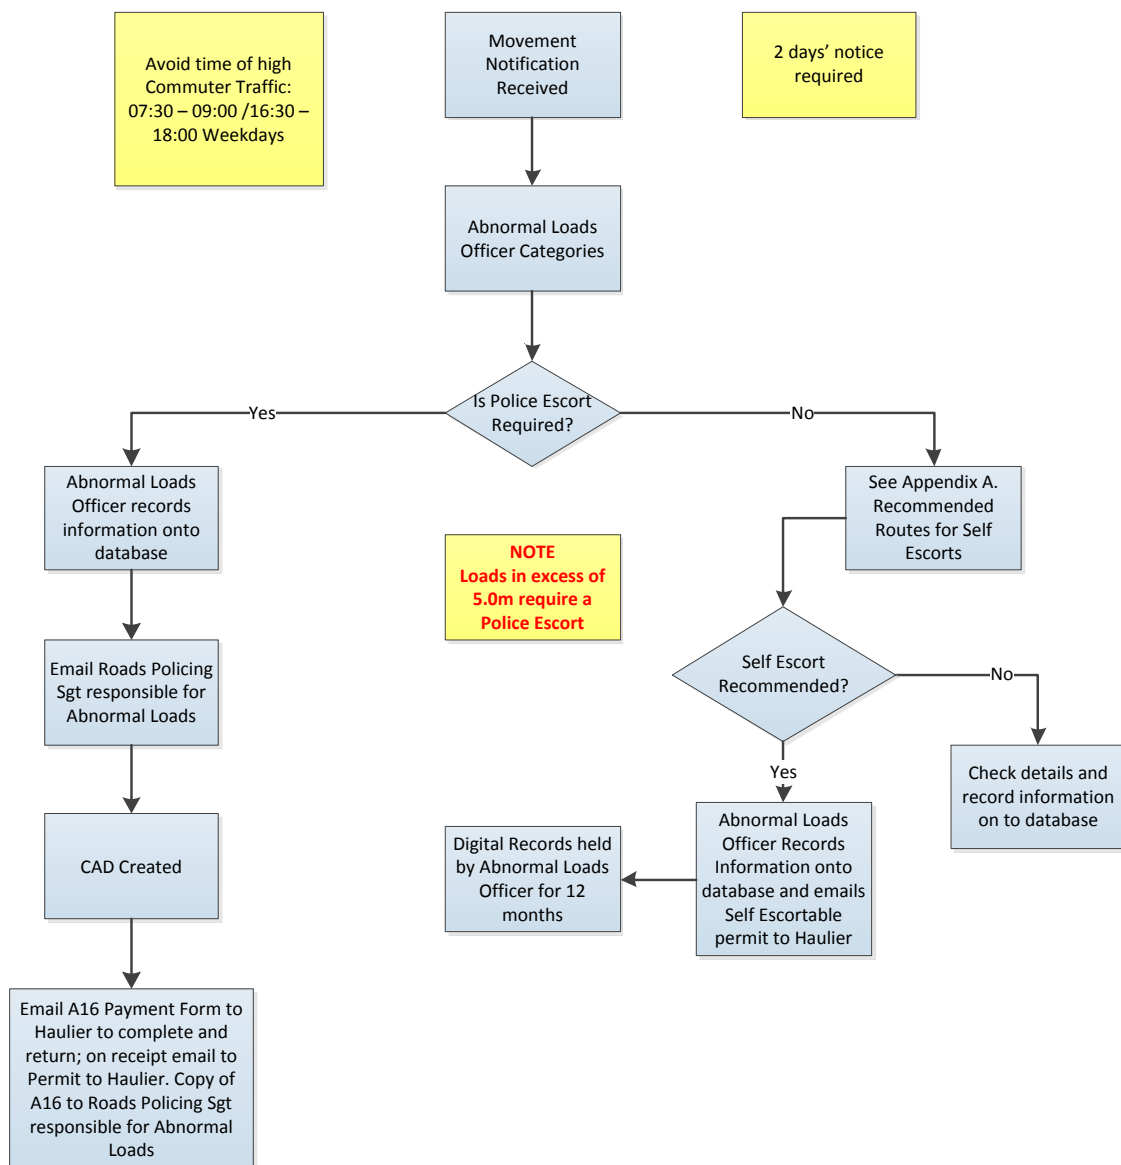 Avoid time of high
Commuter Traffic:
07:30 – 09:00 /16:30 –
18:00 Weekdays
Movement
Notification
Received
2 days’ notice
required
Abnormal Loads
Officer Categories
Is Police Escort
Required?
Yes
No
Abnormal Loads
Officer records
information onto
database
See Appendix A.
Recommended
Routes for Self
Escorts
NOTE
Loads in excess of
5.0m require a
Police Escort
Email Roads Policing
Sgt responsible for
Abnormal Loads
Self Escort
Recommended?
No
Yes
Check details and
record information
on to database
CAD Created
Digital Records held
by Abnormal Loads
Officer for 12
months
Abnormal Loads
Officer Records
Information onto
database and emails
Self Escortable
permit to Haulier
Email A16 Payment Form to
Haulier to complete and
return; on receipt email to
Permit to Haulier. Copy of
A16 to Roads Policing Sgt
responsible for Abnormal
Loads